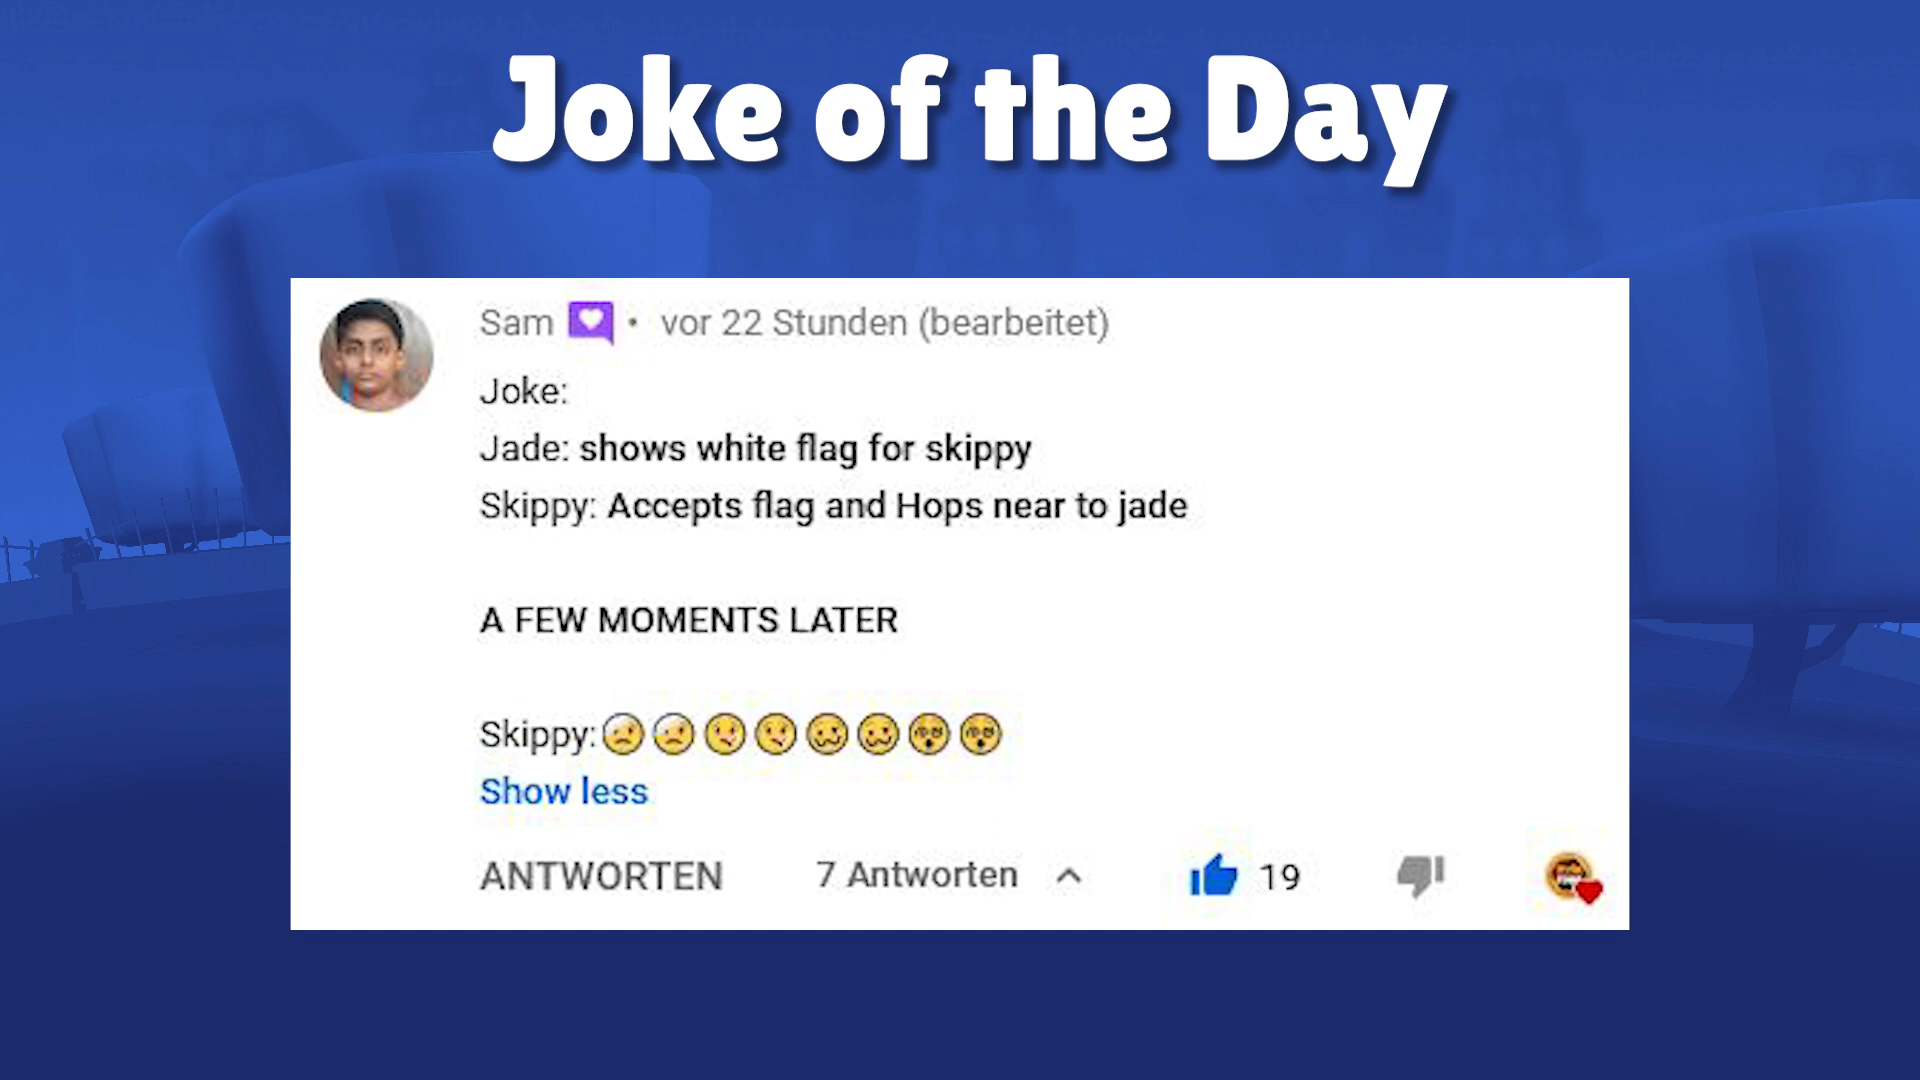 Joke of the Day
Sam • vor 22 Stunden (bearbeitet)
Joke:
Jade: shows white flag for skippy
Skippy: Accepts flag and Hops near to jade
A FEW MOMENTS LATER
Skippy:
Show less
ANTWORTEN 7 Antworten 19